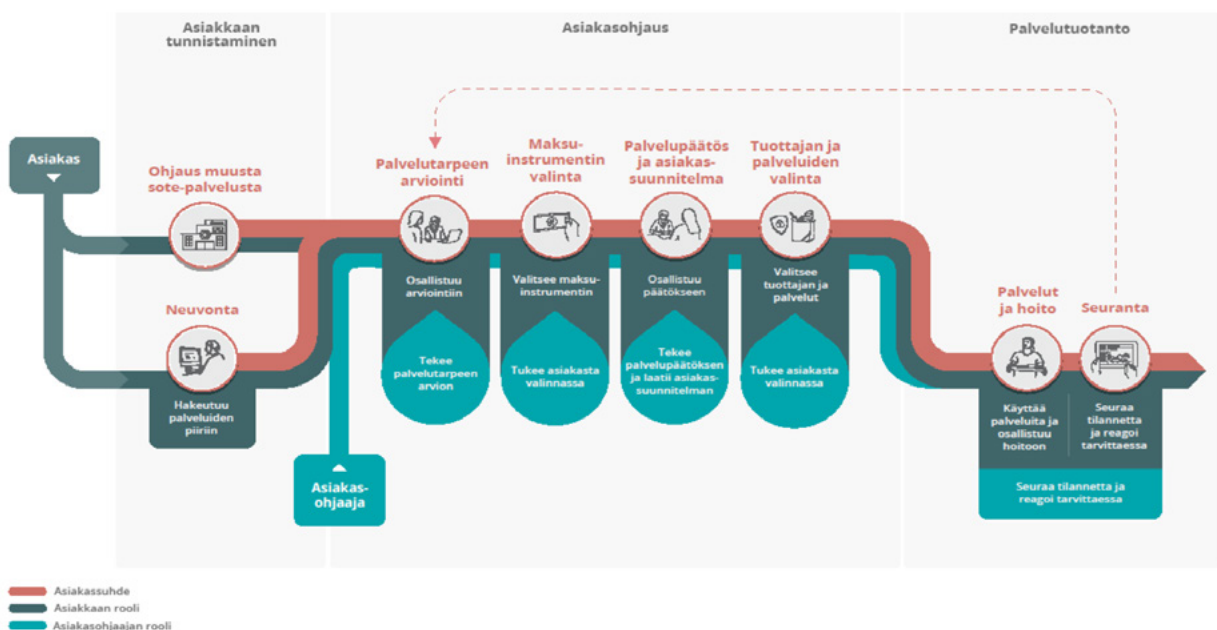 Asiakkaan
tunnistaminen
Asiakasohjaus
Palvelutuotanto
Asiakas
Ohjaus muusta
sote-palvelusta
Neuvonta
Hakeutuu
palveluiden
piiriin
Asiakas-
ohjaaja
Palvelutarpeen
arviointi
Osallistuu
arviointiin
Tekee
palvelutarpeen
arvion
Maksu-
instrumentin
valinta
Valitsee maksu-
instrumentin
Tukee asiakasta
valinnassa
Palvelupäätös
ja asiakas-
suunnitelma
Osallistuu
päätökseen
Tekee
palvelupäätöksen
ja laatii asiakas-
suunnitelman
Tuottajan ja
palveluiden
valinta
Valitsee
tuottajan ja
palvelut
Tukee asiakasta
valinnassa
Palvelut
ja hoito
Käyttää
palveluita ja
osallistuu
hoitoon
Seuranta
Seuraa
tilannetta
ja reagoi
tarvittaessa
Seuraa tilannetta ja
reagoi tarvittaessa
Asiakassuhde
Asiakkaan rooli
Asiakasohjaajan rooli